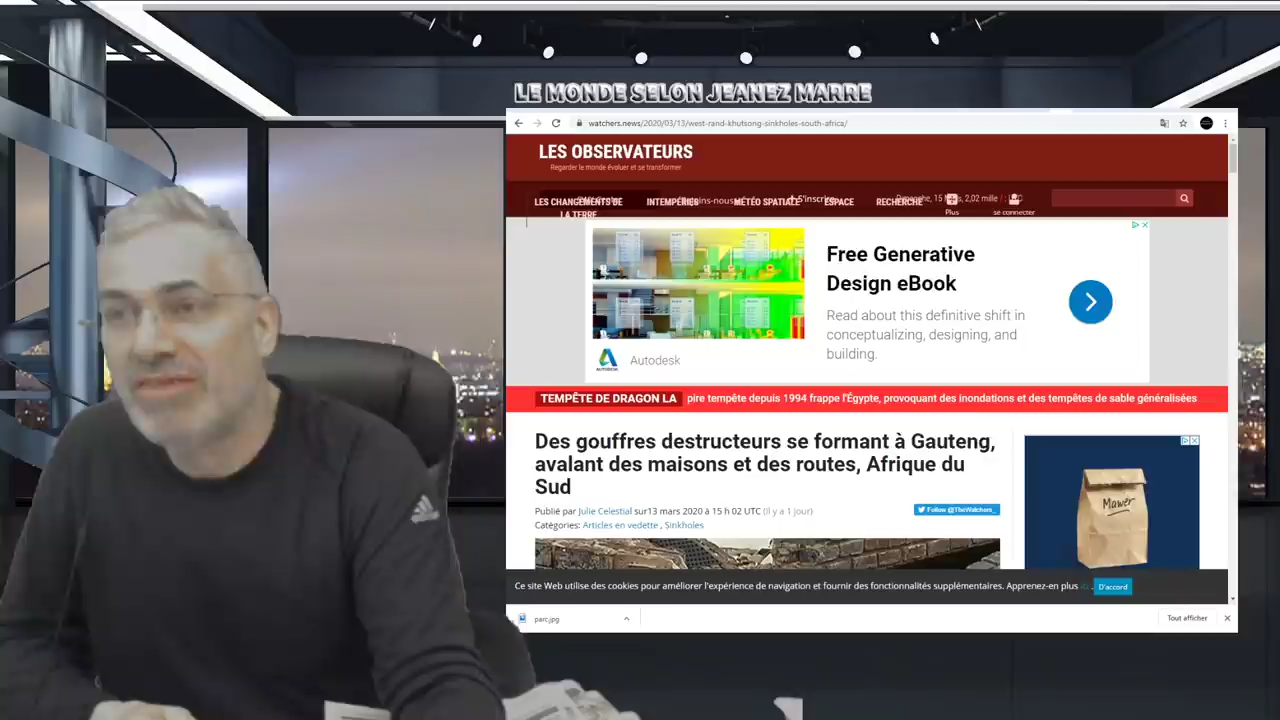 LE MONDE SELON JEANEZ MARRE
watchers.news/2020/03/13/west-rand-khutsong-sinkholes-south-africa/
LES OBSERVATEURS
Regarder le monde évoluer et se transformer
LES CHANGEMENTS DE LA TERRE
INTEMPÉRIES
MÉTÉO SPATIALE
S'inscrire
ESPACE
RECHERCHE
Plus
se connecter
Free Generative
Design eBook
Read about this definitive shift in
conceptualizing, designing, and
building.
AUTODESK
Autodesk
TEMPÊTE DE DRAGON LA pire tempête depuis 1994 frappe l'Égypte, provoquant des inondations et des tempêtes de sable généralisées
Des gouffres destructeurs se formant à Gauteng,
avalant des maisons et des routes, Afrique du
Sud
Publié par Julie Celestial sur13 mars 2020 à 15 h 02 UTC (Il y a 1 jour)
Follow @TheWatchers_
Catégories: Articles en vedette , Sinkholes
Mawer
Ce site Web utilise des cookies pour améliorer l'expérience de navigation et fournir des fonctionnalités supplémentaires. Apprenez-en plus
D'accord
parc.jpg
Tout afficher